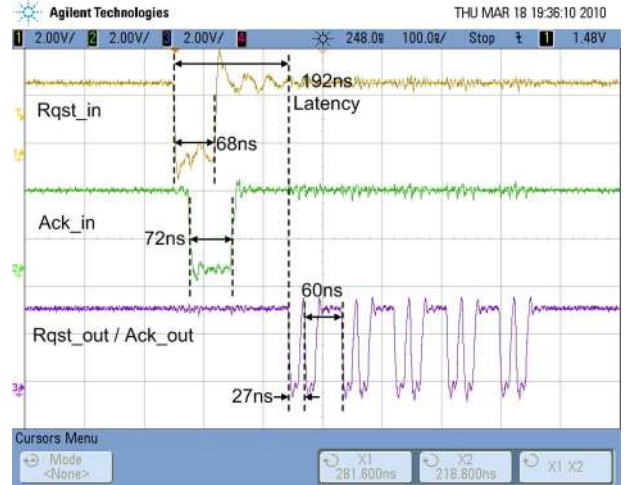 Agilent Technologies THU MAR 18 19:36:10 2010
1 2.00V/ 2 2.00V/ 3 2.00V/ 4 248.0s 100.0s/ Stop 1 1.48V
192ns
Latency
Rqst_in
68ns
Ack_in
72ns
60ns
Rqst_out / Ack_out
27ns
Cursors Menu
Mode
<None>
X1
281.600ns
X2
218.800ns
X1 X2